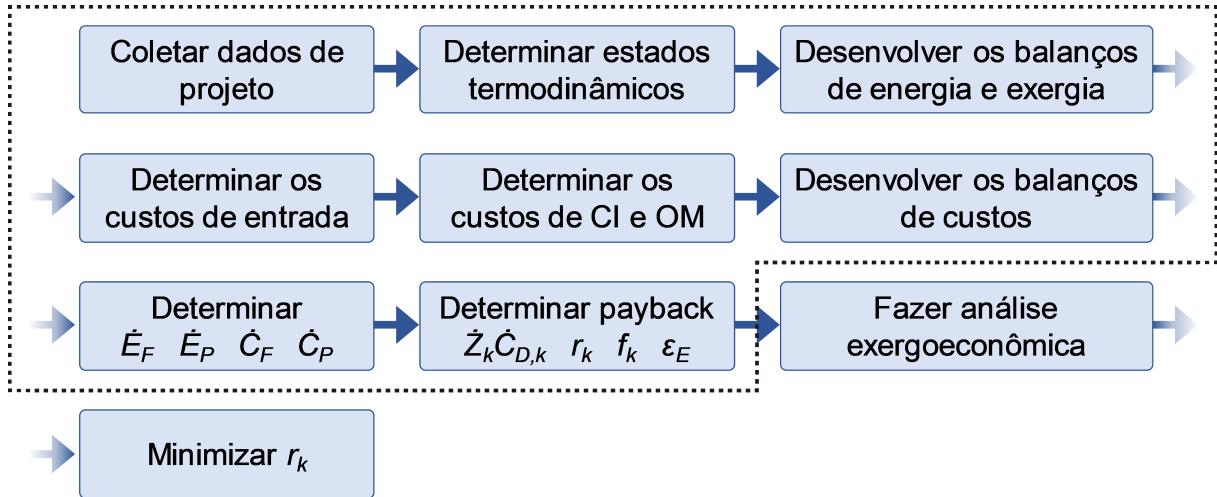 Coletar dados de
projeto
Determinar estados
termodinâmicos
Desenvolver os balanços
de energia e exergia
Determinar os
custos de entrada
Determinar os
custos de CI e OM
Desenvolver os balanços
de custos
Determinar
Ė_F Ė_P Ċ_F Ċ_P
Determinar payback
Ż_kĊ_{D,k} r_k f_k ε_E
Fazer análise
exergoeconômica
Minimizar r_k